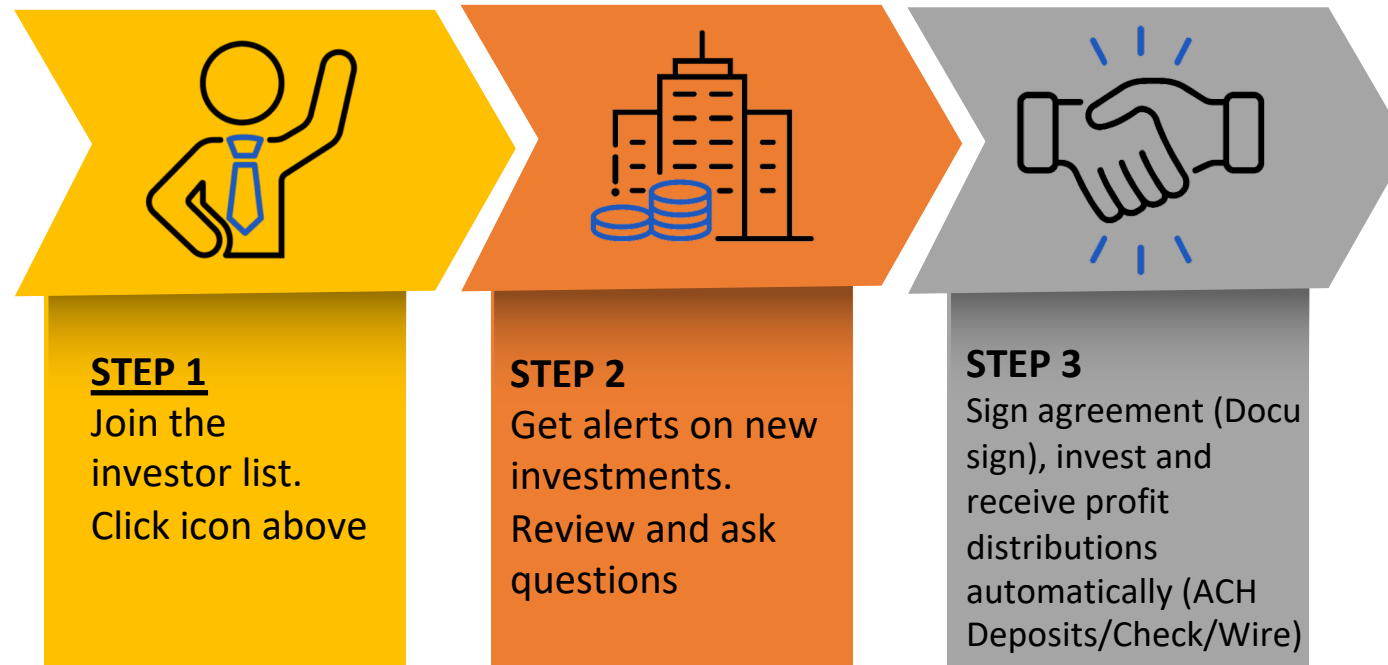 STEP 1
Join the
investor list.
Click icon above
STEP 2
Get alerts on new
investments.
Review and ask
questions
STEP 3
Sign agreement (Docu
sign), invest and
receive profit
distributions
automatically (ACH
Deposits/Check/Wire)